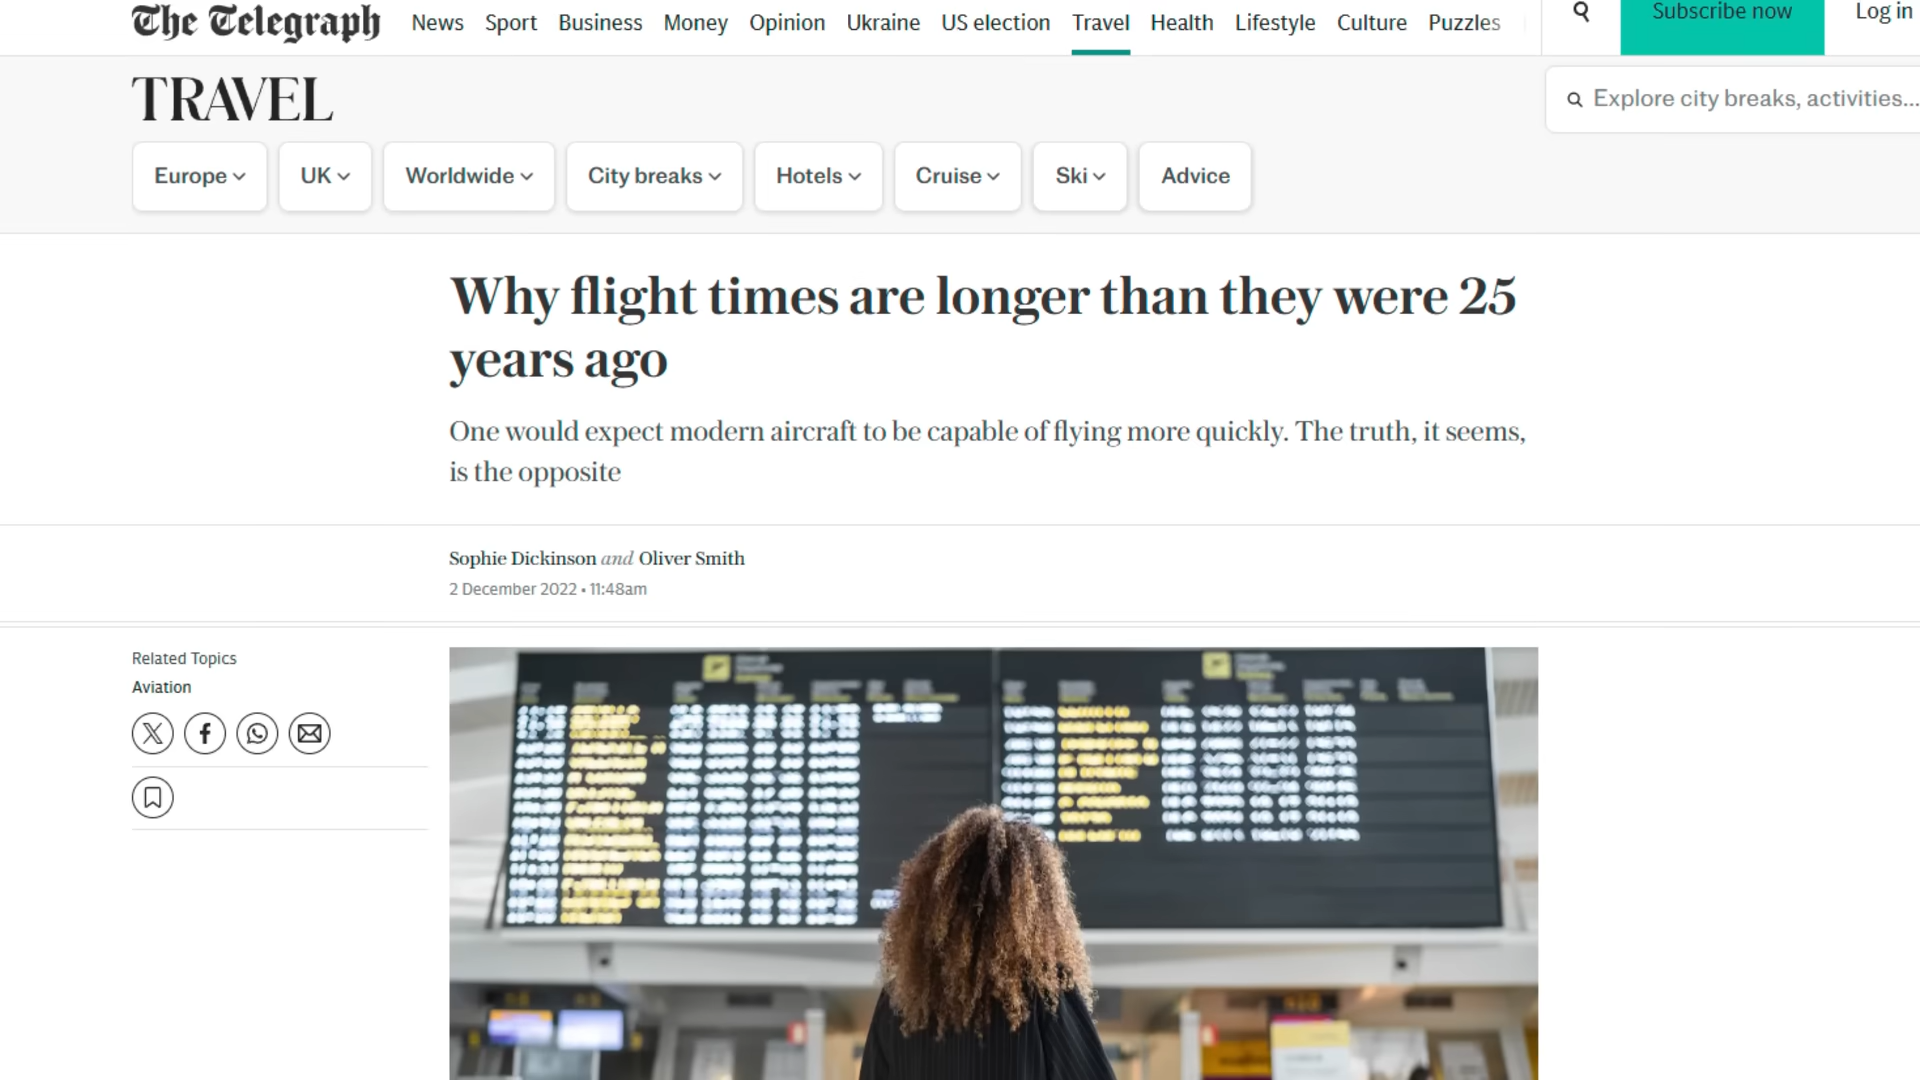 The Telegraph
News Sport Business Money Opinion Ukraine US election Travel Health Lifestyle Culture Puzzles
Subscribe now
Log in
TRAVEL
Explore city breaks, activities...
Europe UK Worldwide City breaks Hotels Cruise Ski Advice
Why flight times are longer than they were 25
years ago
One would expect modern aircraft to be capable of flying more quickly. The truth, it seems,
is the opposite
Sophie Dickinson and Oliver Smith
2 December 2022 • 11:48am
Related Topics
Aviation